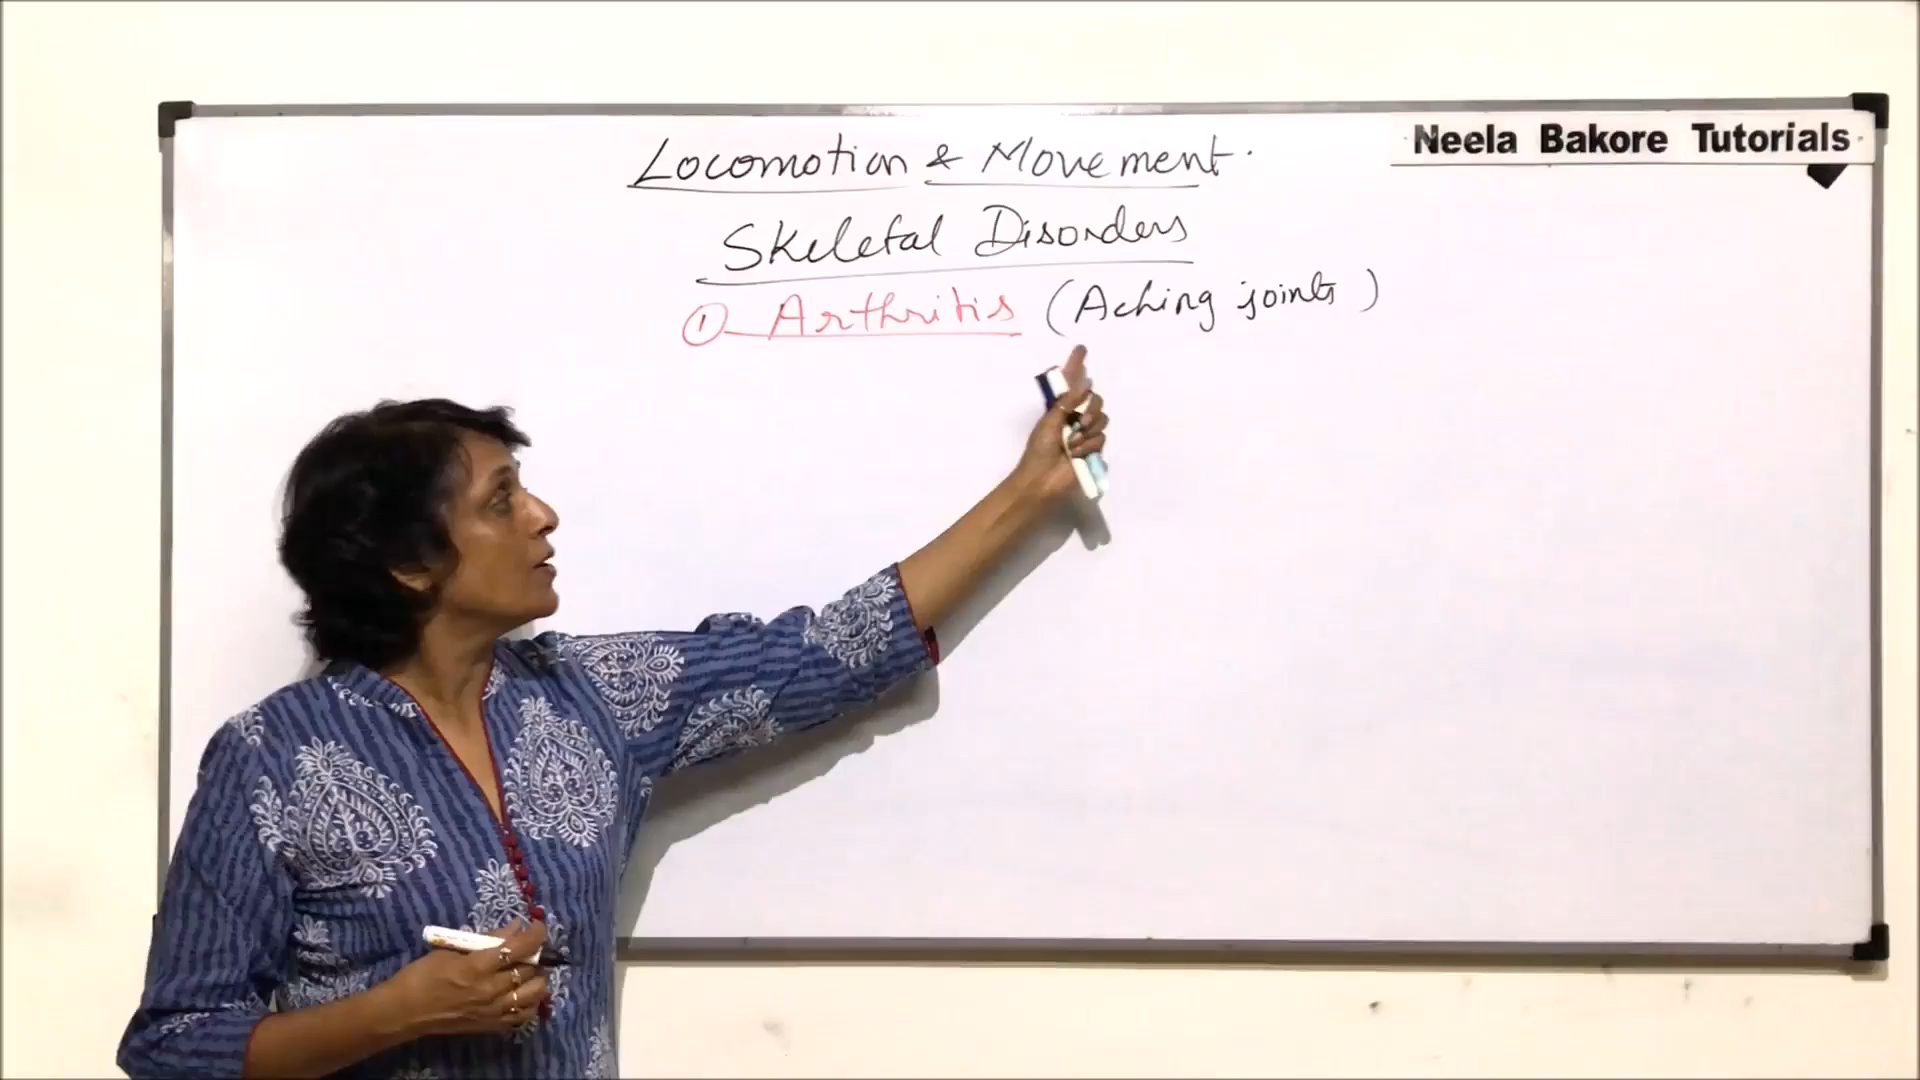 Neela Bakore Tutorials
Locomotion & Movement.
Skeletal Disorders
① Arthritis (Aching joints)